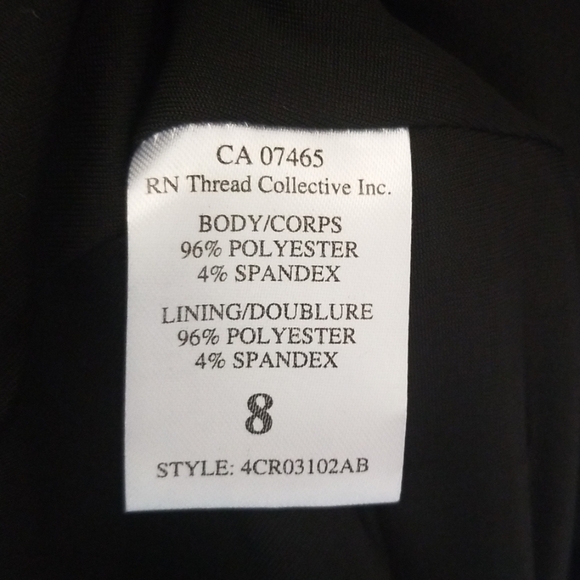 CA 07465
RN Thread Collective Inc.
BODY/CORPS
96% POLYESTER
4% SPANDEX
LINING/DOUBLURE
96% POLYESTER
4% SPANDEX
8
STYLE: 4CR03102AB